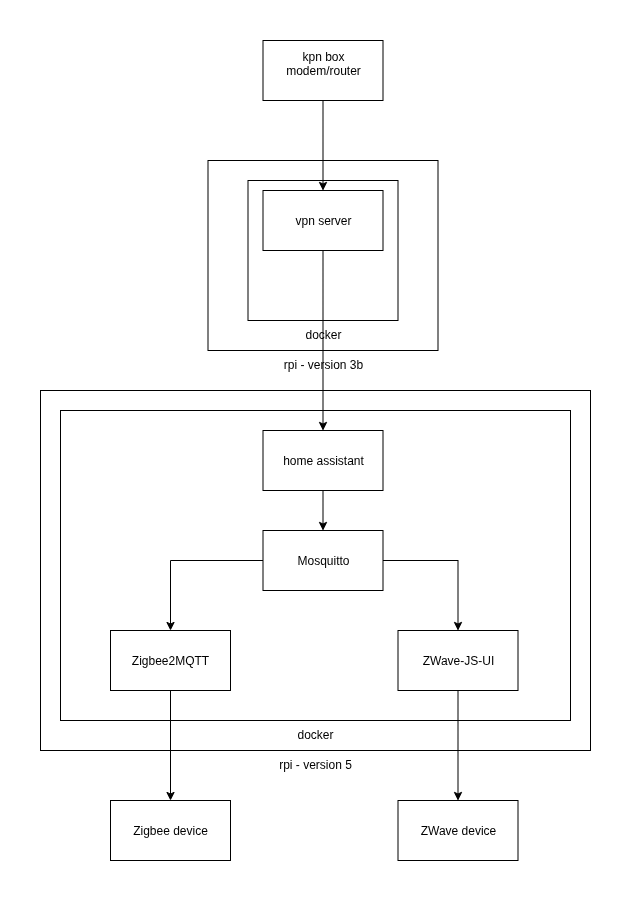 kpn box
modem/router
vpn server
docker
rpi - version 3b
home assistant
Mosquitto
Zigbee2MQTT
ZWave-JS-UI
docker
rpi - version 5
Zigbee device
ZWave device